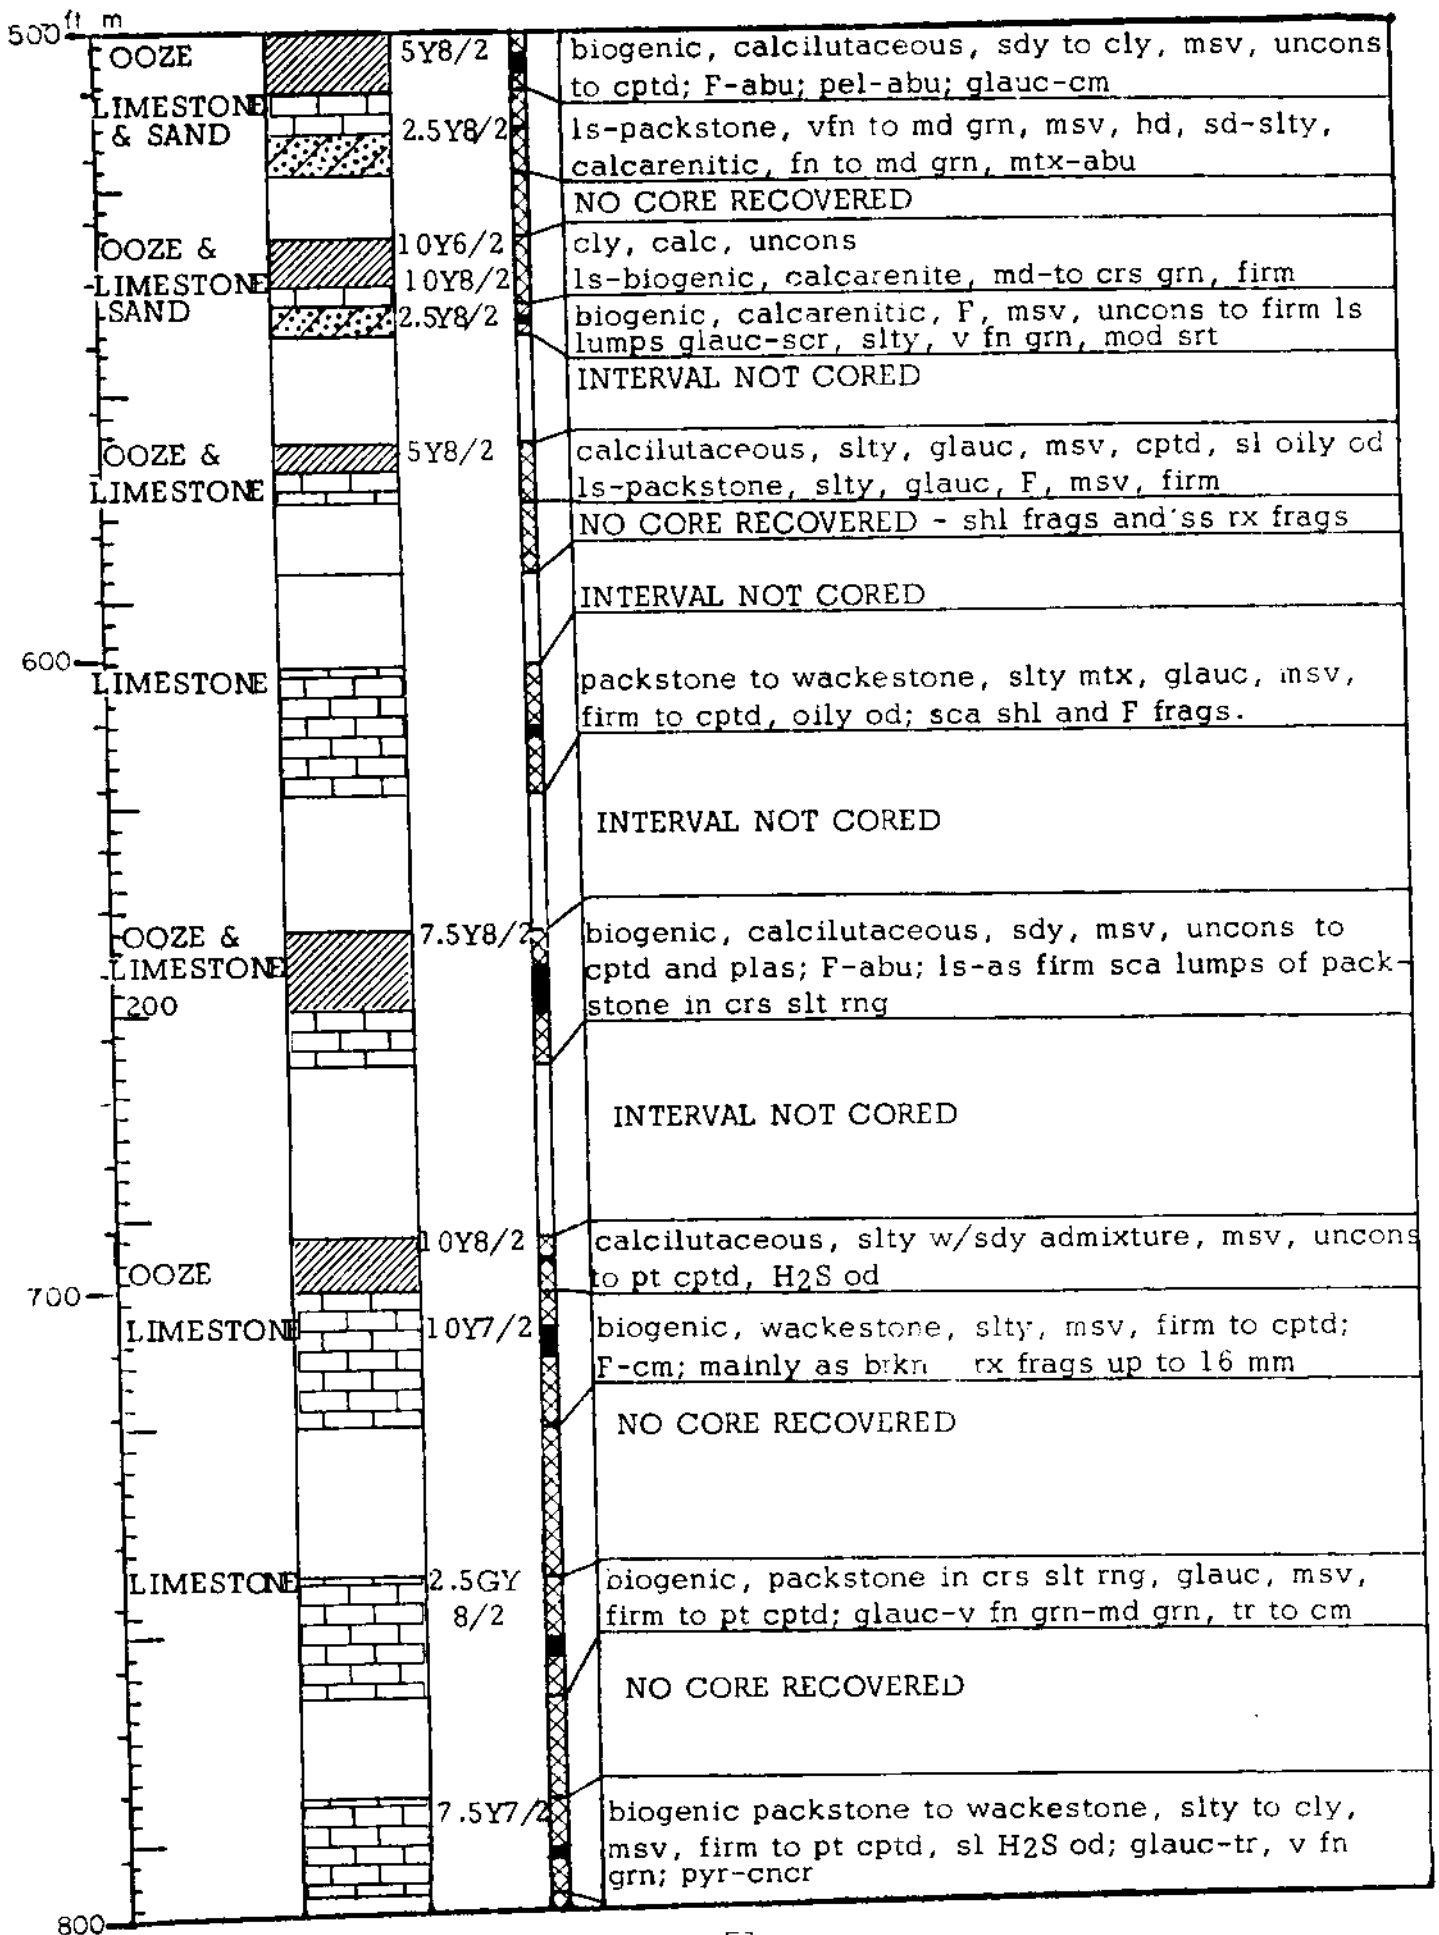 ft m
500
OOZE
5Y8/2
biogenic, calcilutaceous, sdy to cly, msv, uncons
to cptd; F-abu; pel-abu; glauc-cm
LIMESTONE
& SAND
2.5Y8/2
ls-packstone, vfn to md grn, msv, hd, sd-slty,
calcarenitic, fn to md grn, mtx-abu
NO CORE RECOVERED
OOZE &
LIMESTONE
SAND
10Y6/2
10Y8/2
2.5Y8/2
cly, calc, uncons
ls-biogenic, calcarenite, md-to crs grn, firm
biogenic, calcarenitic, F, msv, uncons to firm ls
lumps glauc-scr, slty, v fn grn, mod srt
INTERVAL NOT CORED
OOZE &
LIMESTONE
5Y8/2
calcilutaceous, slty, glauc, msv, cptd, sl oily od
ls-packstone, slty, glauc, F, msv, firm
NO CORE RECOVERED - shl frags and ss rx frags
INTERVAL NOT CORED
600
LIMESTONE
packstone to wackestone, slty mtx, glauc, msv,
firm to cptd, oily od; sca shl and F frags.
INTERVAL NOT CORED
OOZE &
LIMESTONE
200
7.5Y8/2
biogenic, calcilutaceous, sdy, msv, uncons to
cptd and plas; F-abu; ls-as firm sca lumps of pack-
stone in crs slt rng
INTERVAL NOT CORED
OOZE
10Y8/2
calcilutaceous, slty w/sdy admixture, msv, uncons
to pt cptd, H2S od
700
LIMESTONE
10Y7/2
biogenic, wackestone, slty, msv, firm to cptd;
F-cm; mainly as brkn rx frags up to 16 mm
NO CORE RECOVERED
LIMESTONE
2.5GY
8/2
biogenic, packstone in crs slt rng, glauc, msv,
firm to pt cptd; glauc-v fn grn-md grn, tr to cm
NO CORE RECOVERED
7.5Y7/2
biogenic packstone to wackestone, slty to cly,
msv, firm to pt cptd, sl H2S od; glauc-tr, v fn
grn; pyr-cncr
800